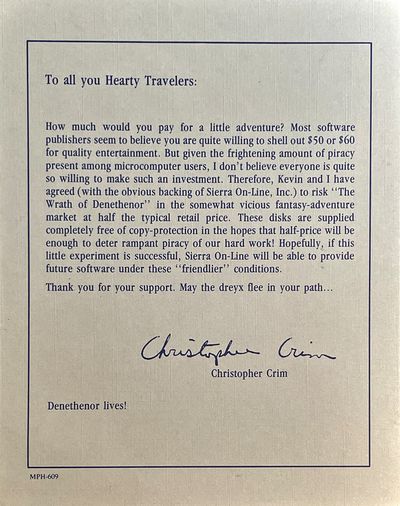 To all you Hearty Travelers:
How much would you pay for a little adventure? Most software
publishers seem to believe you are quite willing to shell out $50 or $60
for quality entertainment. But given the frightening amount of piracy
present among microcomputer users, I don't believe everyone is quite
so willing to make such an investment. Therefore, Kevin and I have
agreed (with the obvious backing of Sierra On-Line, Inc.) to risk "The
Wrath of Denethenor" in the somewhat vicious fantasy-adventure
market at half the typical retail price. These disks are supplied
completely free of copy-protection in the hopes that half-price will be
enough to deter rampant piracy of our hard work! Hopefully, if this
little experiment is successful, Sierra On-Line will be able to provide
future software under these "friendlier" conditions.
Thank you for your support. May the dreyx flee in your path...
Christopher Crim
Christopher Crim
Denethenor lives!
MPH-609